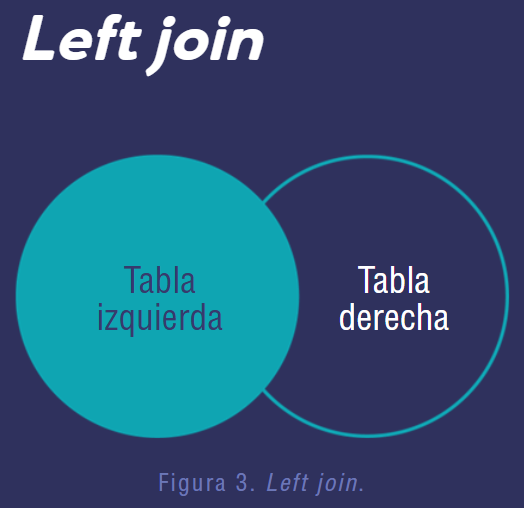 Left join
Tabla
izquierda
Tabla
derecha
Figura 3. Left join.